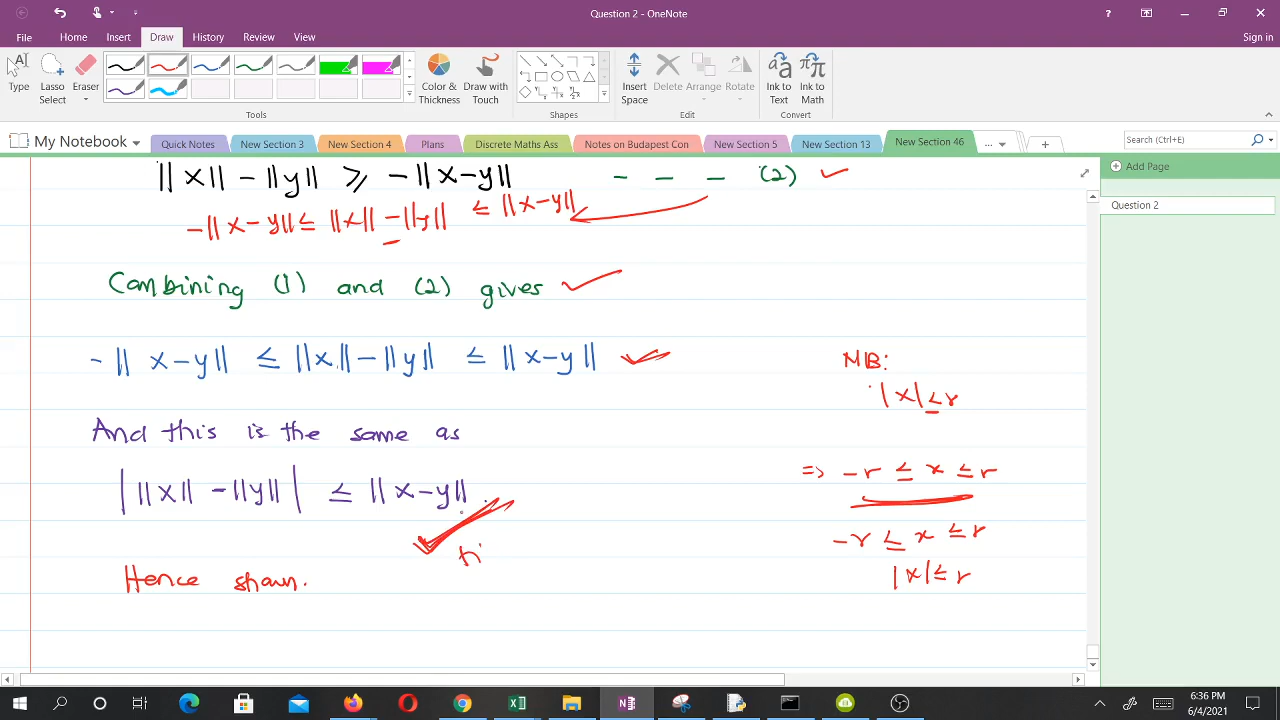 Question 2 - OneNote
File Home Insert Draw History Review View
Sign in
Type Lasso Select Eraser
Color & Thickness Draw with Touch
Insert Space Delete Arrange Rotate
Ink to Text Ink to Math
Tools Shapes Edit Convert
My Notebook Quick Notes New Section 3 New Section 4 Plans Discrete Maths Ass Notes on Budapest Con New Section 5 New Section 13 New Section 46 ... +
Search (Ctrl+E)
Add Page
Question 2
||x|| - ||y|| ≥ -||x-y|| - - - (2)
-||x-y|| ≤ ||x|| - ||y|| ≤ ||x-y||
Combining (1) and (2) gives
-|| x-y|| ≤ ||x|| - ||y|| ≤ ||x-y||
And this is the same as
| ||x|| - ||y|| | ≤ ||x-y||.
Hence shown.
NB:
|x| ≤ r
=> -r ≤ x ≤ r
-r ≤ x ≤ r
|x| ≤ r
6:36 PM
6/4/2021